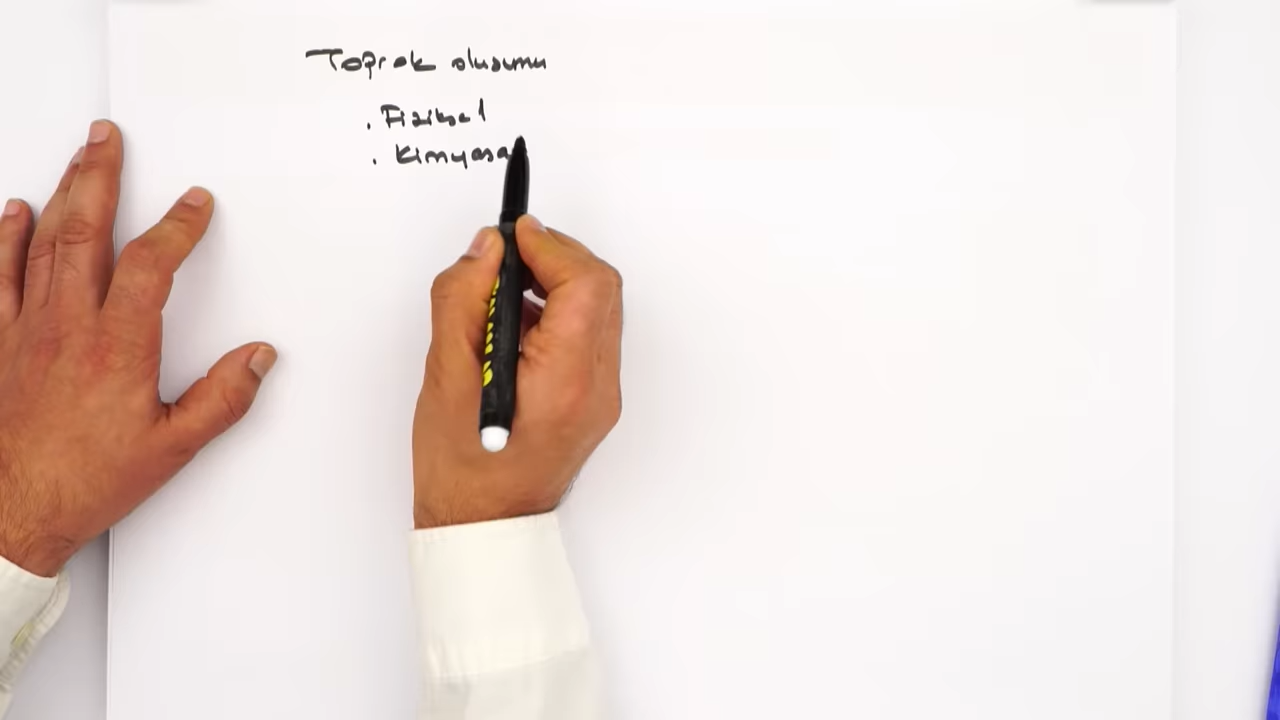 Toprak oluşumu
. Fiziksel
. Kimyasa